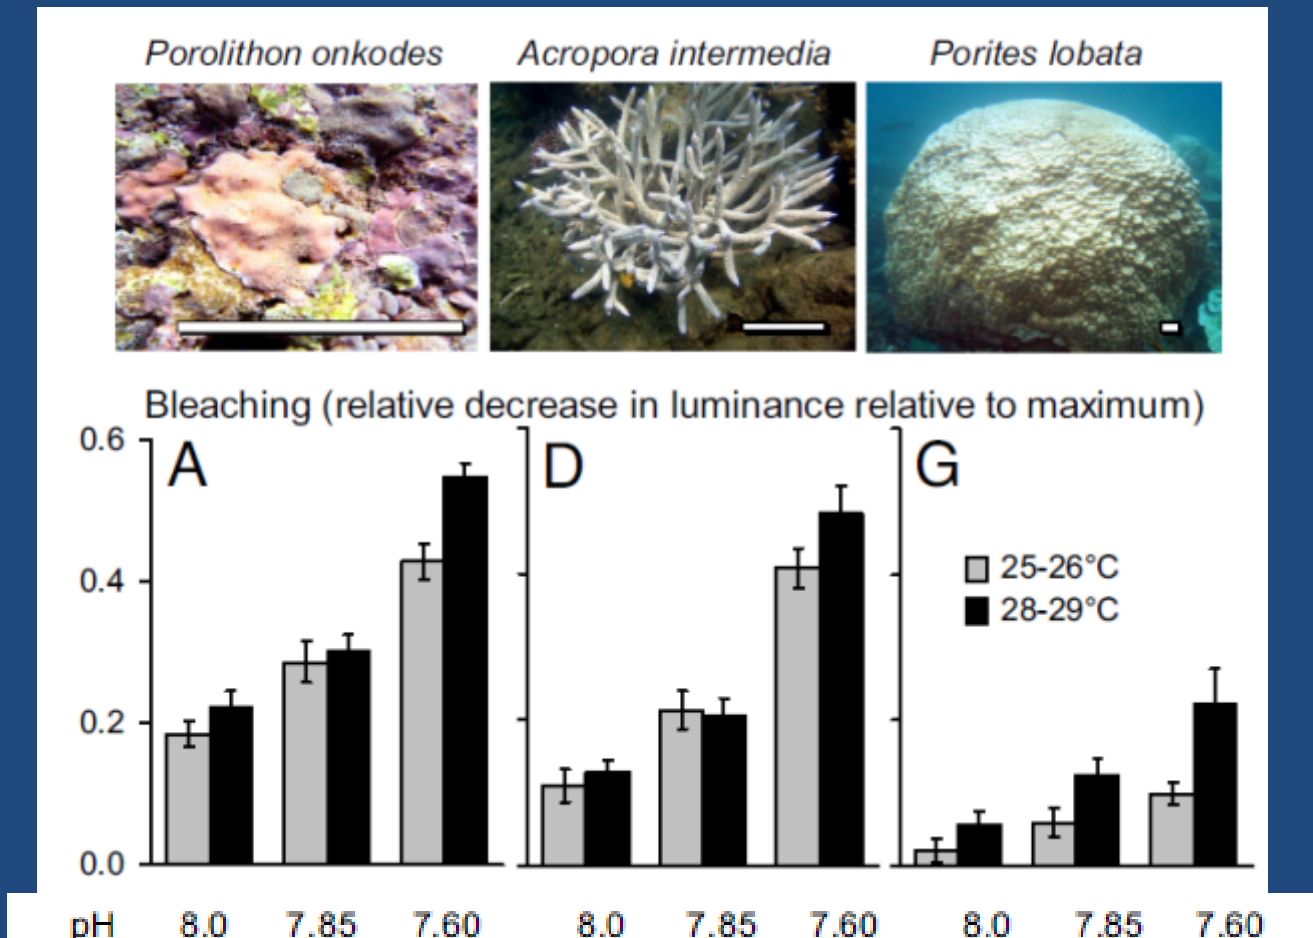 Porolithon onkodes Acropora intermedia Porites lobata
Bleaching (relative decrease in luminance relative to maximum)
0.6
A D G
25-26°C
0.4
28-29°C
0.2
0.0
pH 8.0 7.85 7.60 8.0 7.85 7.60 8.0 7.85 7.60